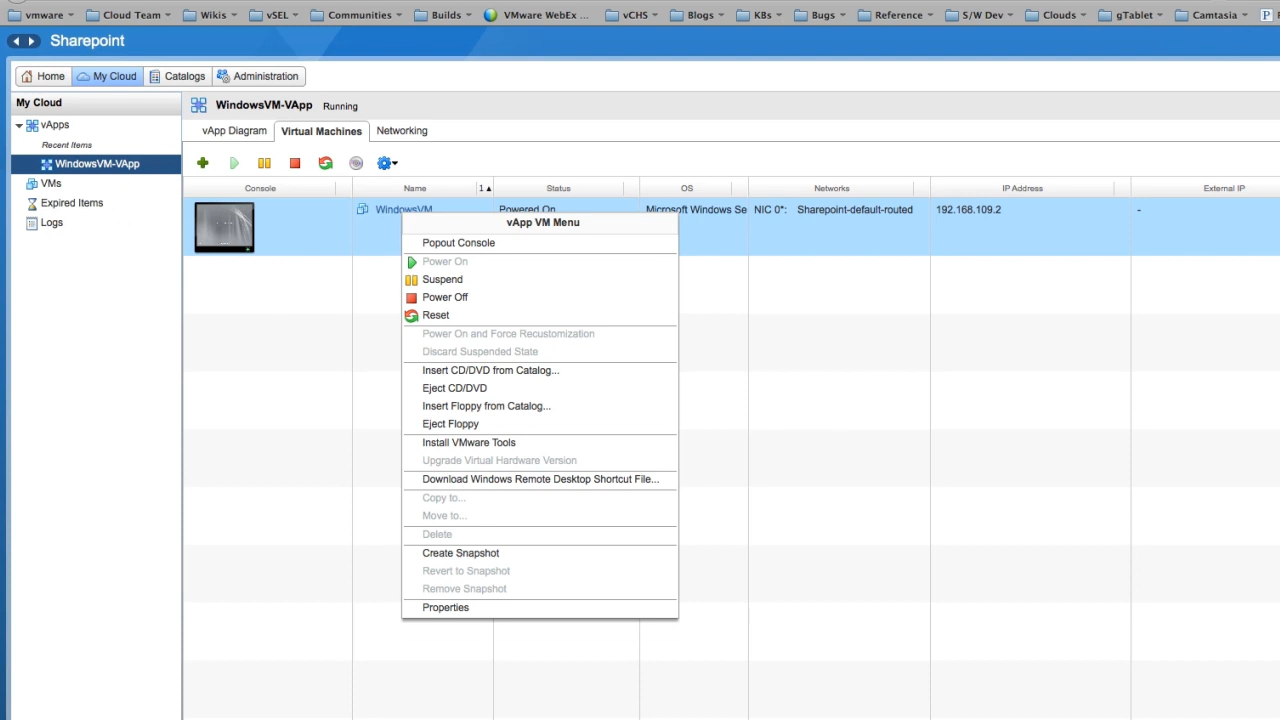 vmware Cloud Team Wikis vSEL Communities Builds VMware WebEx ... vCHS Blogs KBs Bugs Reference S/W Dev Clouds gTablet Camtasia P
Sharepoint
Home My Cloud Catalogs Administration
My Cloud
WindowsVM-VApp Running
vApps
vApp Diagram Virtual Machines Networking
Recent Items
WindowsVM-VApp
VMs
Expired Items
Logs
Console Name 1▲ Status OS Networks IP Address External IP
WindowsVM Powered On Microsoft Windows Se NIC 0*: Sharepoint-default-routed 192.168.109.2 -
vApp VM Menu
Popout Console
Power On
Suspend
Power Off
Reset
Power On and Force Recustomization
Discard Suspended State
Insert CD/DVD from Catalog...
Eject CD/DVD
Insert Floppy from Catalog...
Eject Floppy
Install VMware Tools
Upgrade Virtual Hardware Version
Download Windows Remote Desktop Shortcut File...
Copy to...
Move to...
Delete
Create Snapshot
Revert to Snapshot
Remove Snapshot
Properties